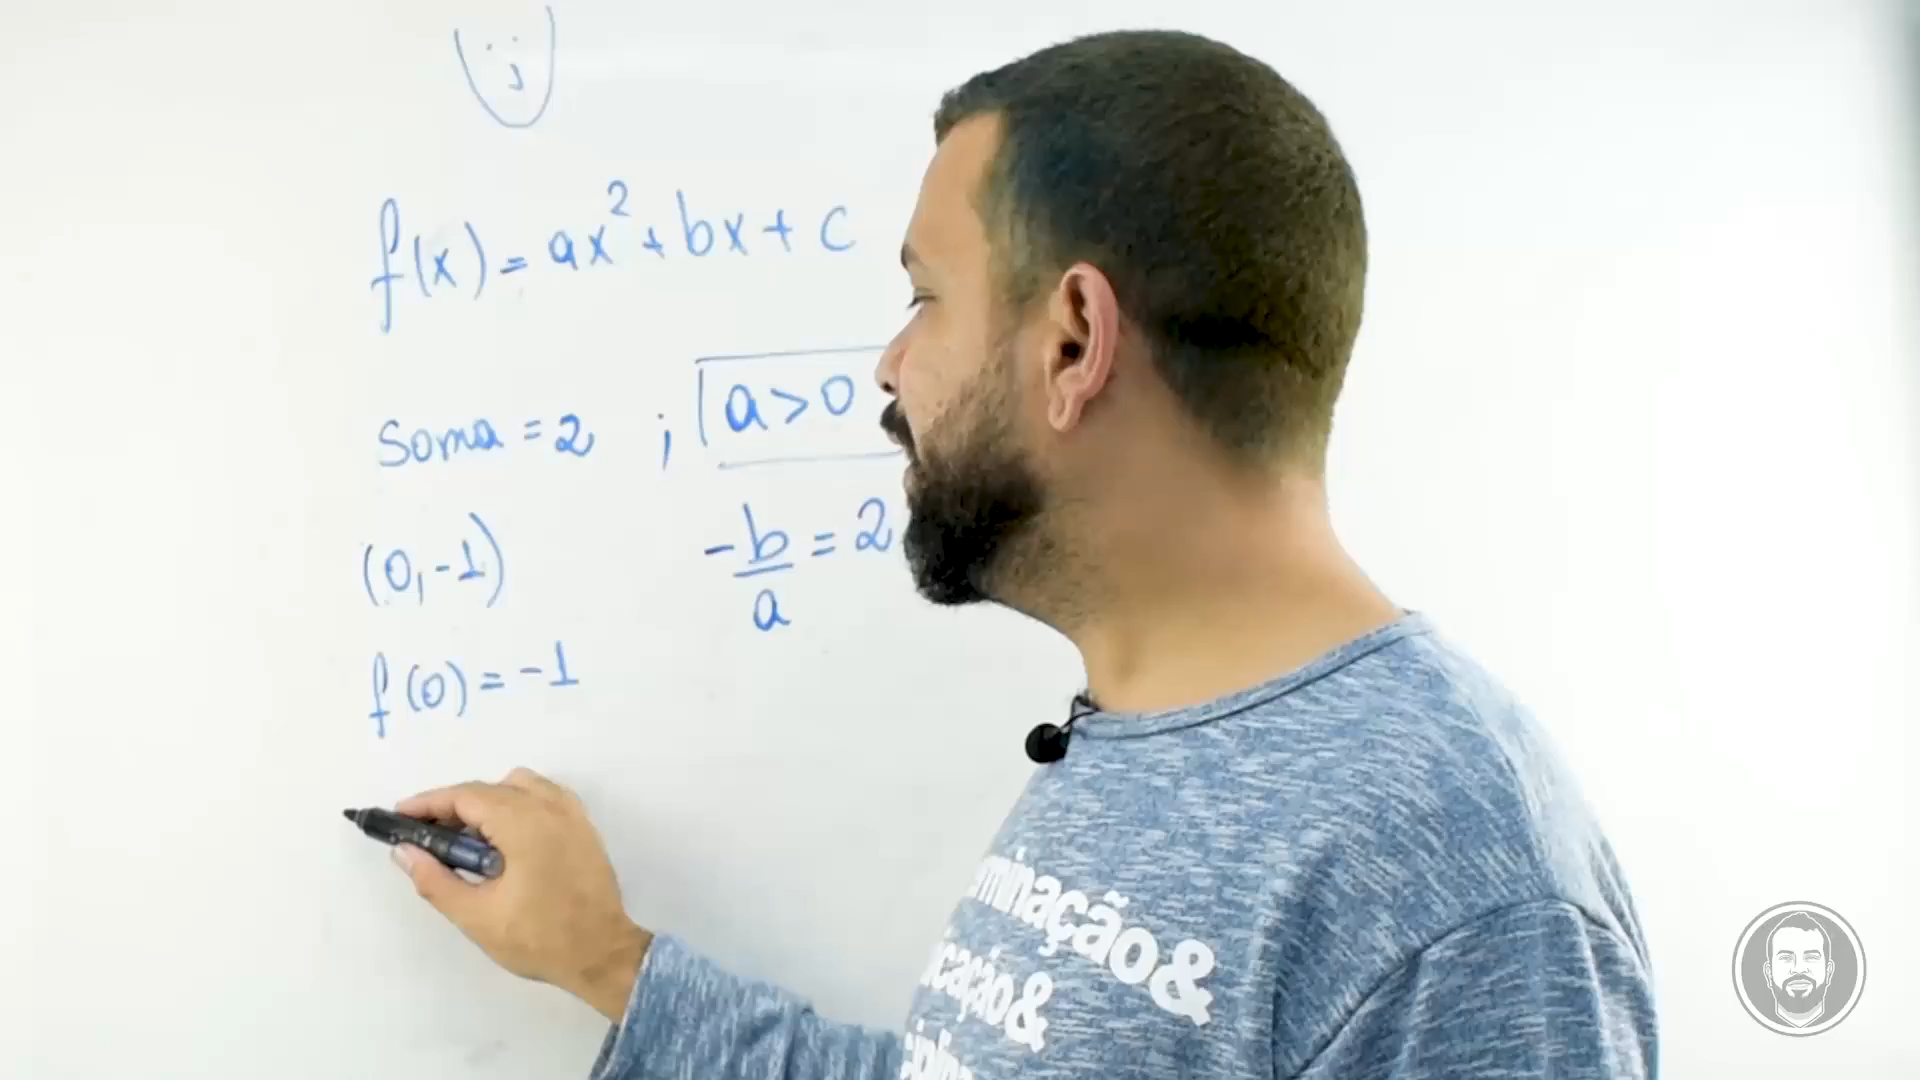 f(x) = ax² + bx + c
Soma = 2 ; a > 0
(0, -1)
-b/a = 2
f(0) = -1